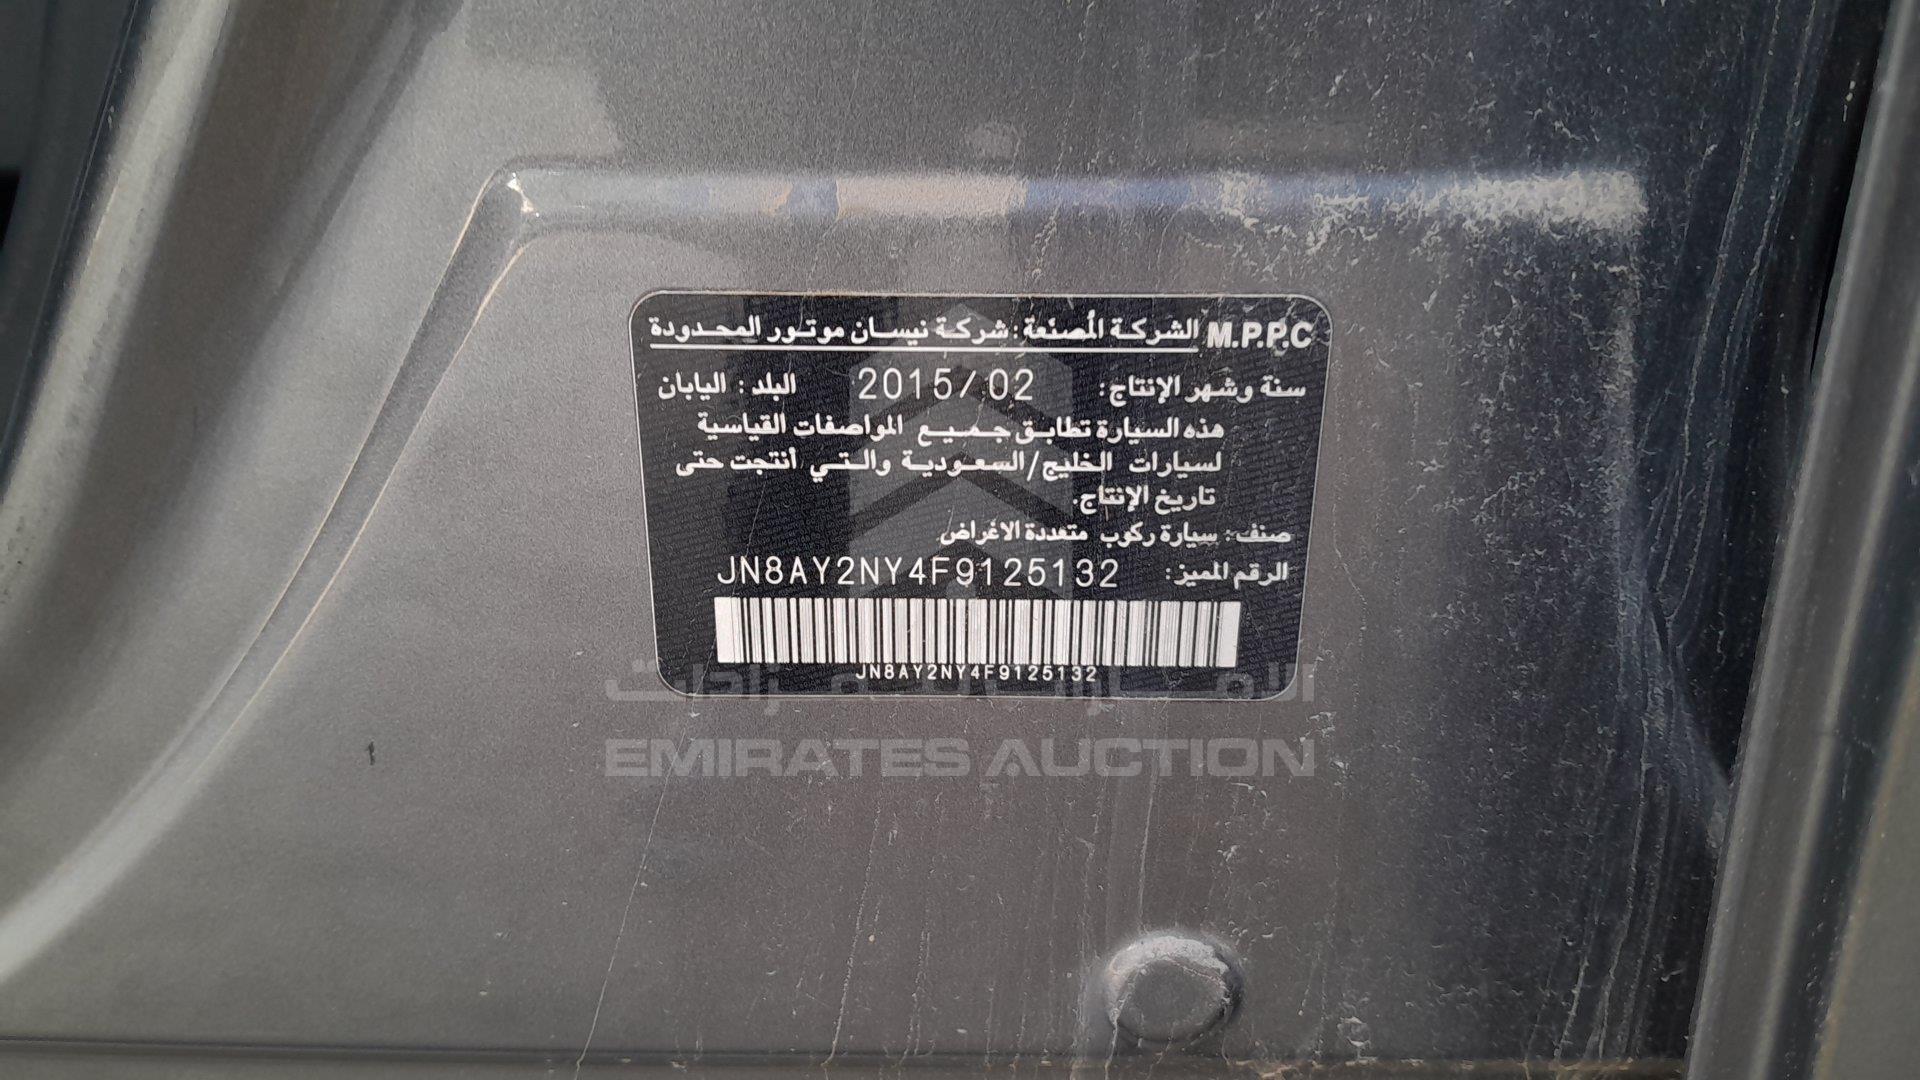 M.P.P.C الشركة المصنعة : شركة نيسان موتور المحدودة
سنة وشهر الإنتاج: 2015/02 البلد : اليابان
هذه السيارة تطابق جميع المواصفات القياسية
لسيارات الخليج/السعودية والتي أنتجت حتى
تاريخ الإنتاج.
صنف: سيارة ركوب متعددة الاغراض
الرقم المميز: JN8AY2NY4F9125132
JN8AY2NY4F9125132
الإمارات للمزادات
EMIRATES AUCTION